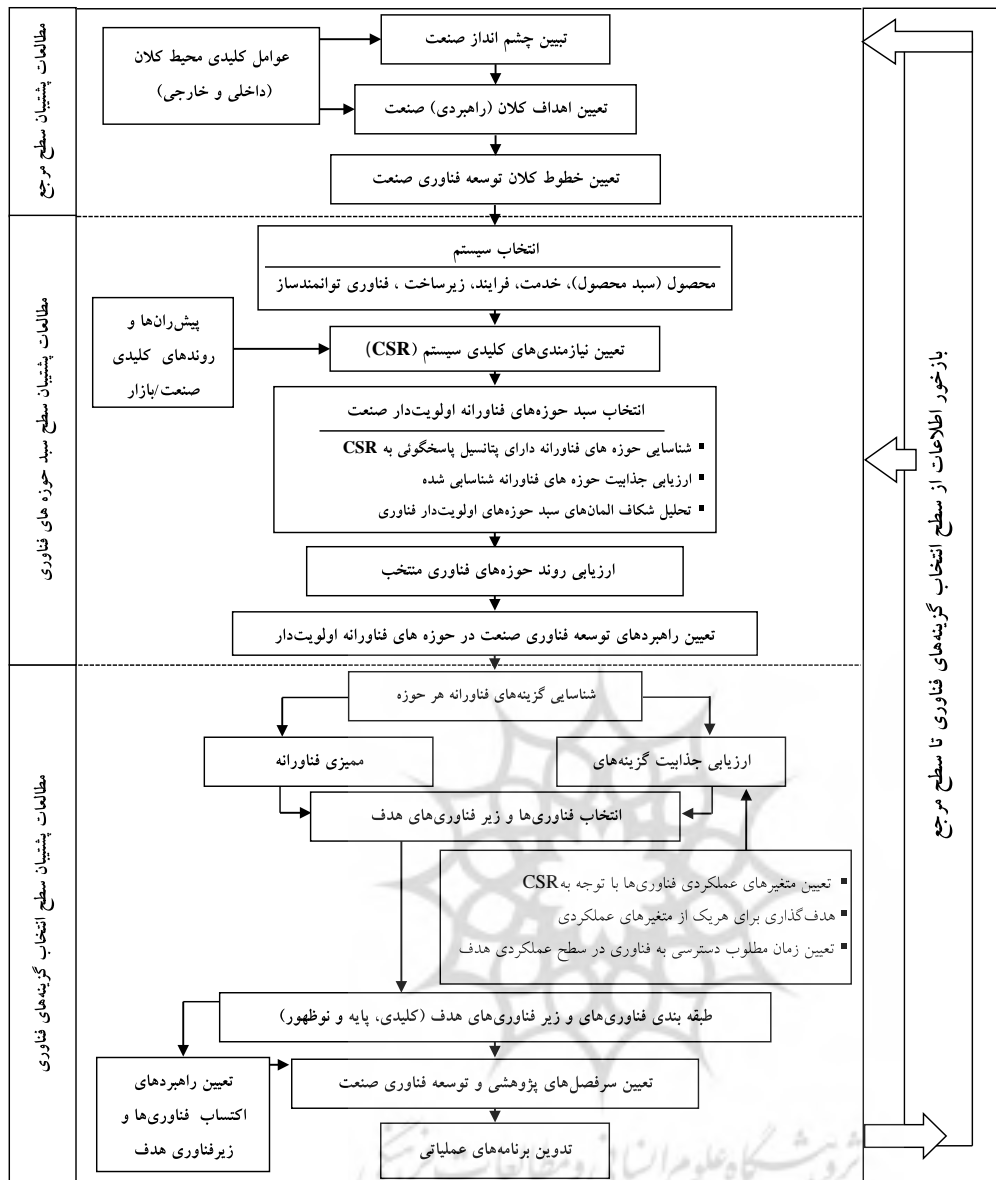 مطالعات پشتیبان سطح مرجع
تبیین چشم انداز صنعت
عوامل کلیدی محیط کلان
(داخلی و خارجی)
تعیین اهداف کلان (راهبردی) صنعت
تعیین خطوط کلان توسعه فناوری صنعت
مطالعات پشتیبان سطح سبد حوزه های فناوری
انتخاب سیستم
محصول (سبد محصول)، خدمت، فرایند، زیرساخت ، فناوری توانمندساز
پیش‌ران‌ها و
روندهای کلیدی
صنعت/بازار
تعیین نیازمندی‌های کلیدی سیستم (CSR)
انتخاب سبد حوزه‌های فناورانه اولویت‌دار صنعت
▪ شناسایی حوزه های فناورانه دارای پتانسیل پاسخگوئی به CSR
▪ ارزیابی جذابیت حوزه های فناورانه شناسایی شده
▪ تحلیل شکاف المان‌های سبد حوزه‌های اولویت‌دار فناوری
ارزیابی روند حوزه‌های فناوری منتخب
تعیین راهبردهای توسعه فناوری صنعت در حوزه های فناورانه اولویت‌دار
مطالعات پشتیبان سطح انتخاب گزینه‌های فناوری
شناسایی گزینه‌های فناورانه هر حوزه
ارزیابی جذابیت گزینه‌های
ممیزی فناورانه
انتخاب فناوری‌ها و زیر فناوری‌های هدف
▪ تعیین متغیرهای عملکردی فناوری‌ها با توجه به CSR
▪ هدف‌گذاری برای هریک از متغیرهای عملکردی
▪ تعیین زمان مطلوب دسترسی به فناوری در سطح عملکردی هدف
طبقه بندی فناوری‌های و زیر فناوری‌های هدف (کلیدی، پایه و نوظهور)
تعیین راهبردهای
اکتساب فناوری‌ها و
زیرفناوری هدف
تعیین سرفصل‌های پژوهشی و توسعه فناوری صنعت
تدوین برنامه‌های عملیاتی
بازخور اطلاعات از سطح انتخاب گزینه‌های فناوری تا سطح مرجع
پژوهشگاه علوم انسانی و مطالعات فرهنگی